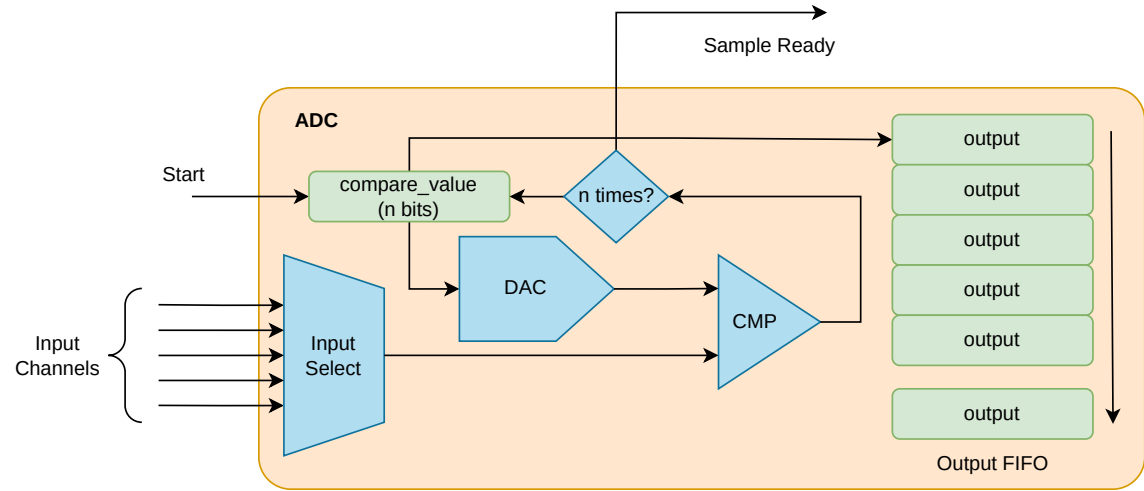 Sample Ready
ADC
Start
compare_value
(n bits)
n times?
output
output
output
output
output
output
DAC
CMP
Input
Select
Input
Channels
Output FIFO